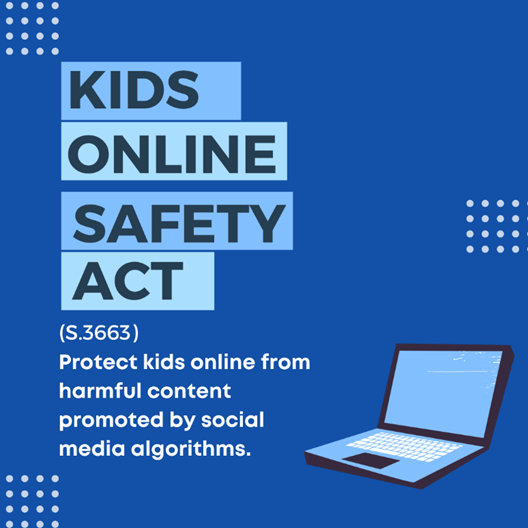 KIDS
ONLINE
SAFETY
ACT
(S.3663)
Protect kids online from
harmful content
promoted by social
media algorithms.